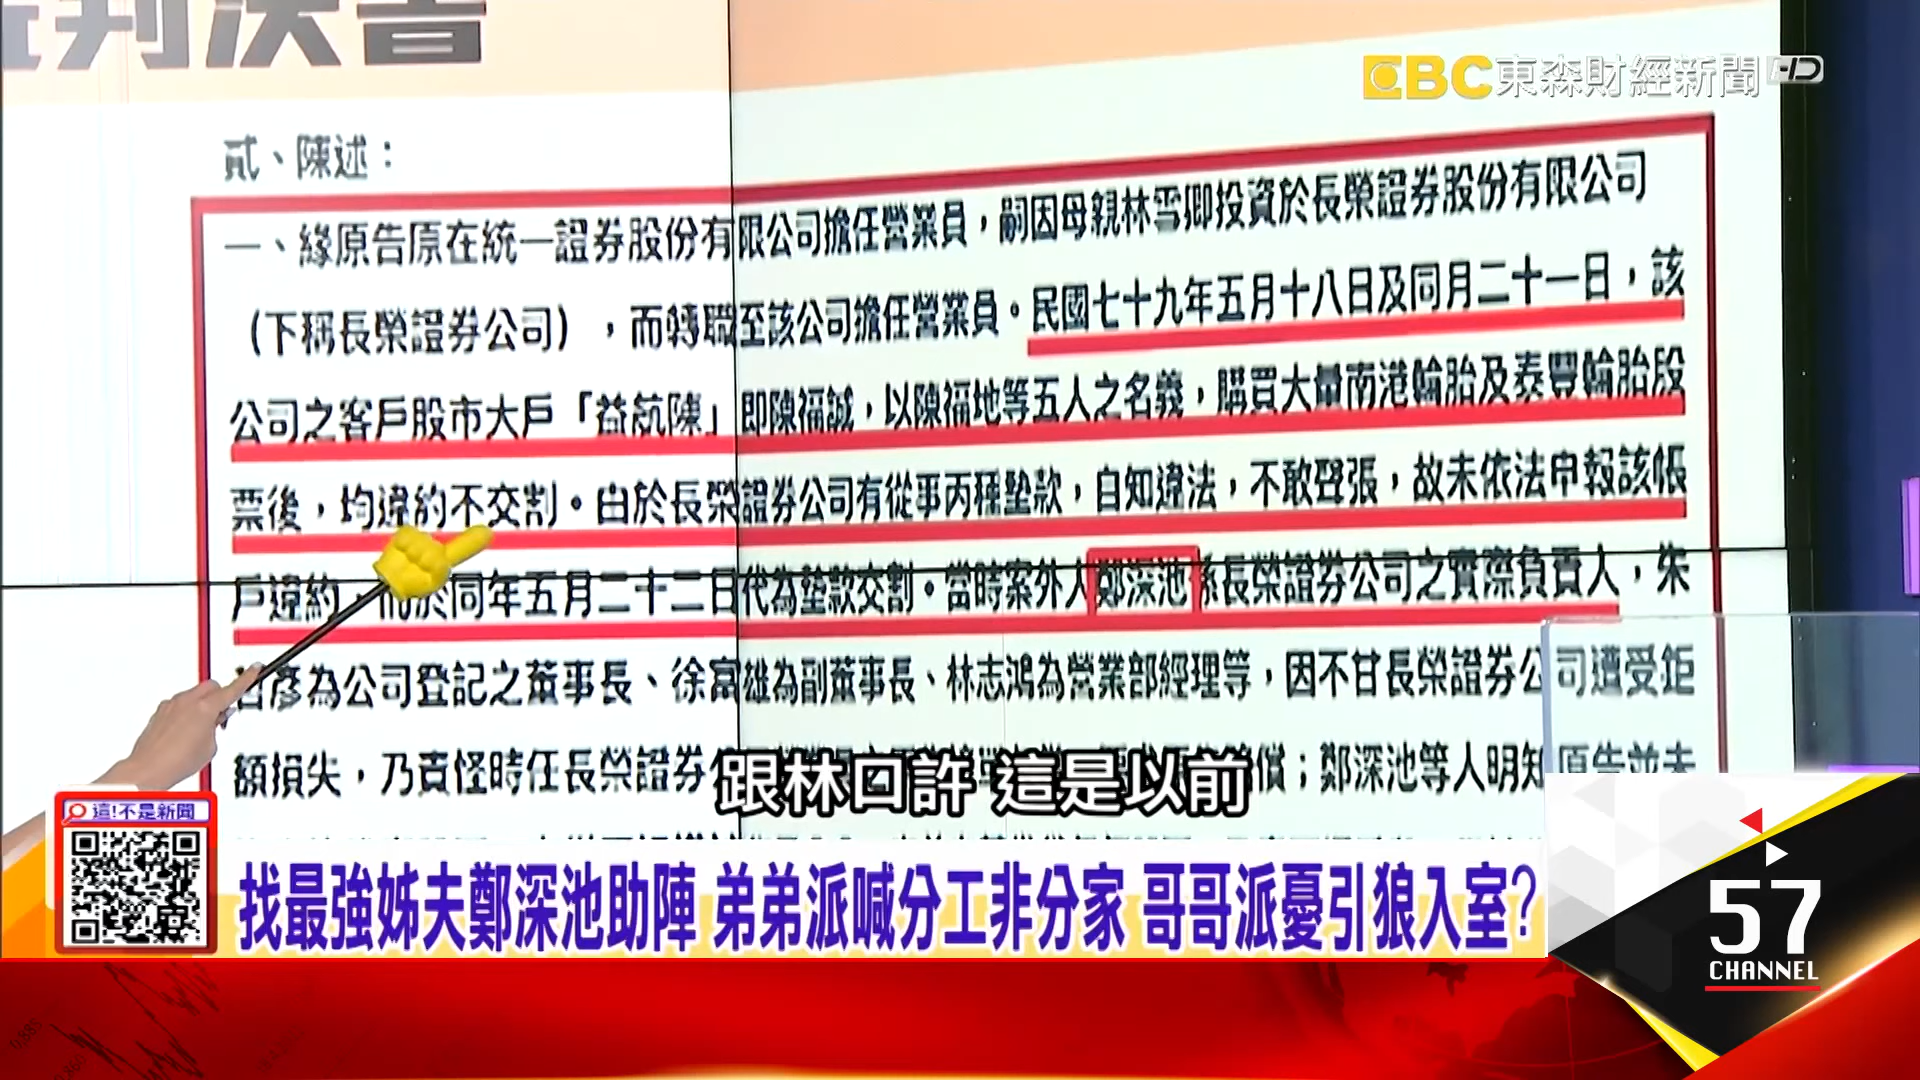 判決書
EBC東森財經新聞HD
貳、陳述：
一、緣原告原在統一證券股份有限公司擔任營業員，嗣因母親林雪卿投資於長榮證券股份有限公司
（下稱長榮證券公司），而轉職至該公司擔任營業員。民國七十九年五月十八日及同月二十一日，該
公司之客戶股市大戶「益航陳」即陳福誠，以陳福地等五人之名義，購買大量南港輪胎及泰豐輪胎股
票後，均違約不交割。由於長榮證券公司有從事丙種墊款，自知違法，不敢聲張，故未依法申報該帳
戶違約，而於同年五月二十二日代為墊款交割。當時案外人鄭深池係長榮證券公司之實際負責人，朱
彥為公司登記之董事長、徐富雄為副董事長、林志鴻為營業部經理等，因不甘長榮證券公司遭受鉅
額損失，乃責怪時任長榮證券 償；鄭深池等人明知原告並未
跟林口許 這是以前
這!不是新聞
找最強姊夫鄭深池助陣 弟弟派喊分工非分家 哥哥派憂引狼入室?
57
CHANNEL